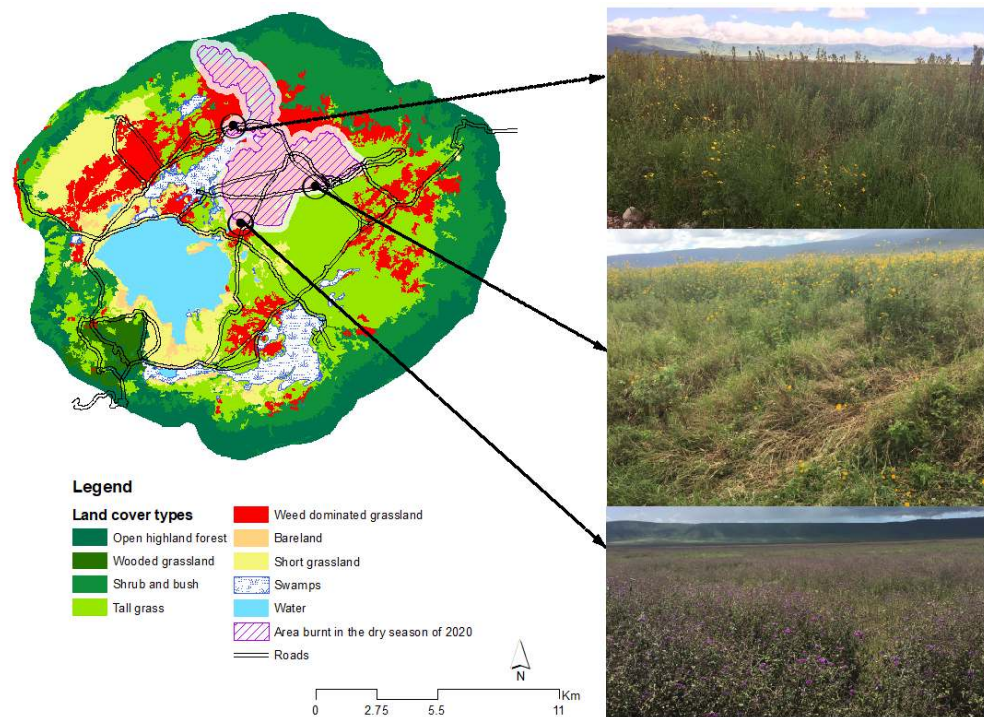 Legend
Land cover types
Open highland forest
Wooded grassland
Shrub and bush
Tall grass
Weed dominated grassland
Bareland
Short grassland
Swamps
Water
Area burnt in the dry season of 2020
Roads
N
Km
0 2.75 5.5 11